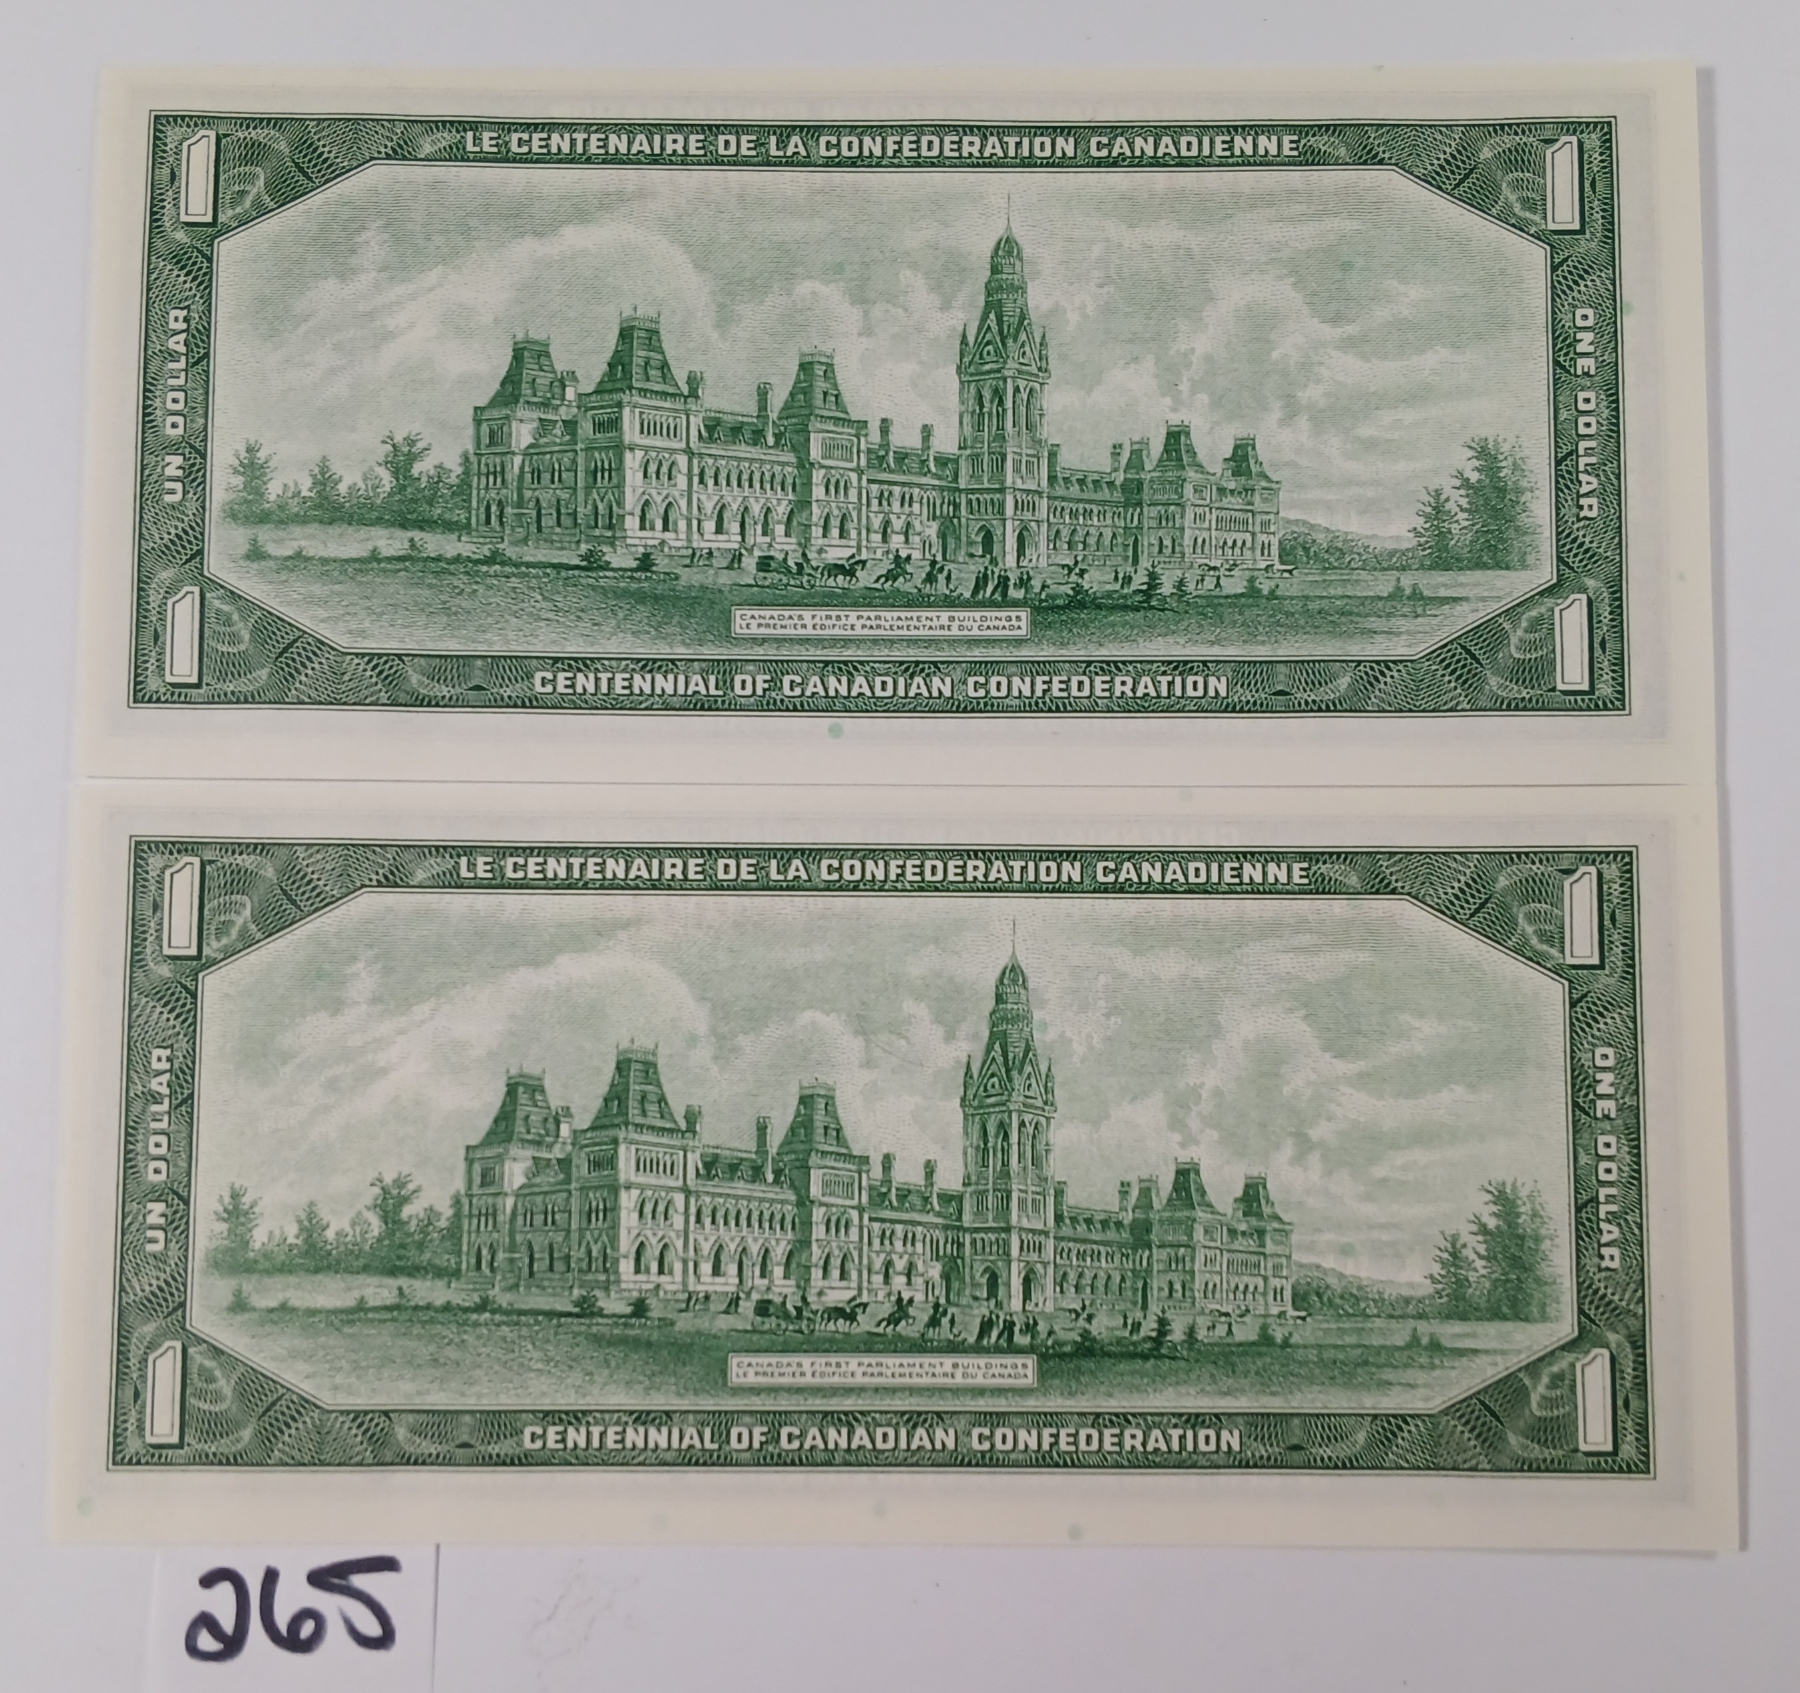 1 LE CENTENAIRE DE LA CONFÉDÉRATION CANADIENNE 1
UN DOLLAR
ONE DOLLAR
CANADA'S FIRST PARLIAMENT BUILDINGS
LE PREMIER ÉDIFICE PARLEMENTAIRE DU CANADA
1 CENTENNIAL OF CANADIAN CONFEDERATION 1
1 LE CENTENAIRE DE LA CONFÉDÉRATION CANADIENNE 1
UN DOLLAR
ONE DOLLAR
CANADA'S FIRST PARLIAMENT BUILDINGS
LE PREMIER ÉDIFICE PARLEMENTAIRE DU CANADA
1 CENTENNIAL OF CANADIAN CONFEDERATION 1
265